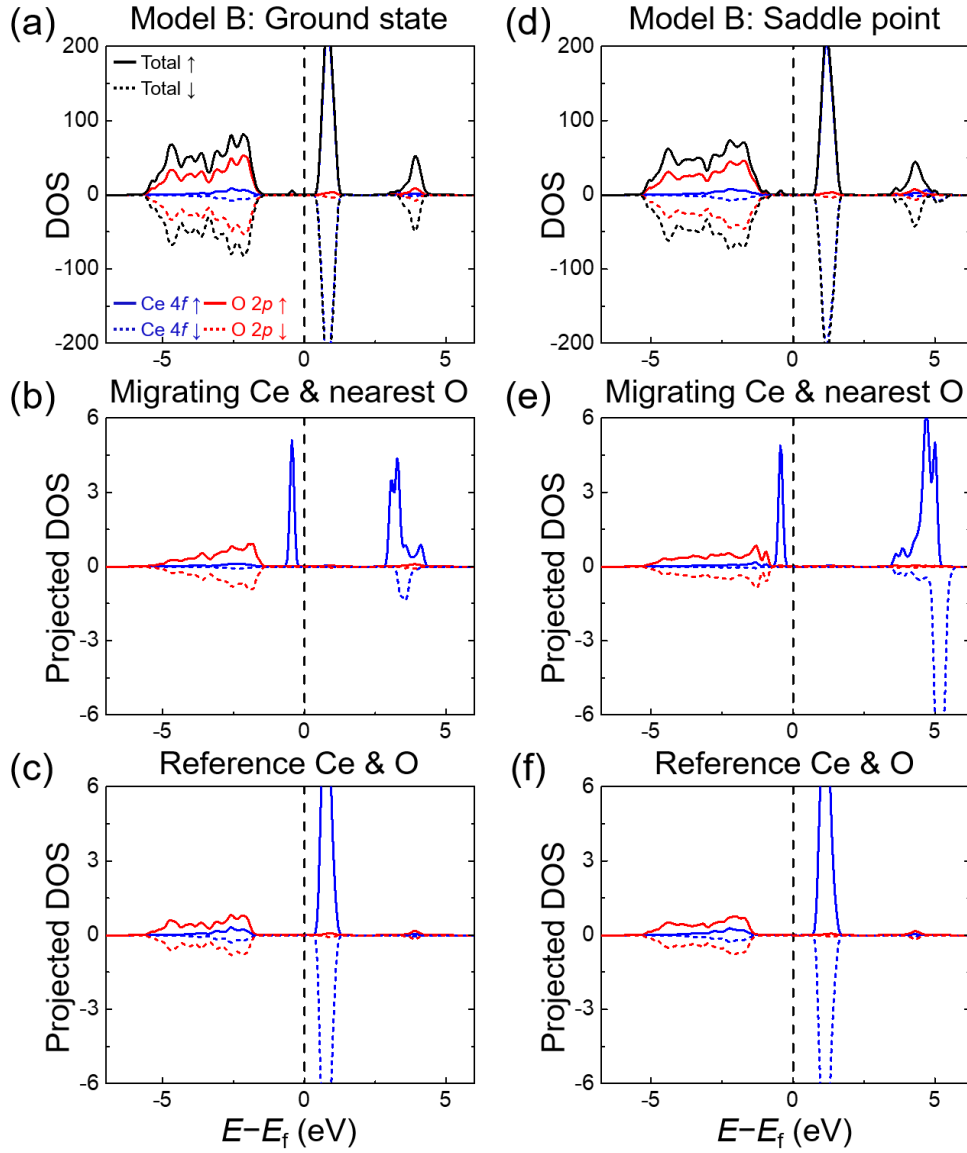 (a) Model B: Ground state
200
Total ↑
Total ↓
100
0
-100
Ce 4f ↑ O 2p ↑
Ce 4f ↓ O 2p ↓
-200
DOS
-5 0 5
(d) Model B: Saddle point
200
100
0
-100
-200
DOS
-5 0 5
(b) Migrating Ce & nearest O
6
3
0
-3
-6
Projected DOS
-5 0 5
(e) Migrating Ce & nearest O
6
3
0
-3
-6
Projected DOS
-5 0 5
(c) Reference Ce & O
6
3
0
-3
-6
Projected DOS
-5 0 5
E−Ef (eV)
(f) Reference Ce & O
6
3
0
-3
-6
Projected DOS
-5 0 5
E−Ef (eV)